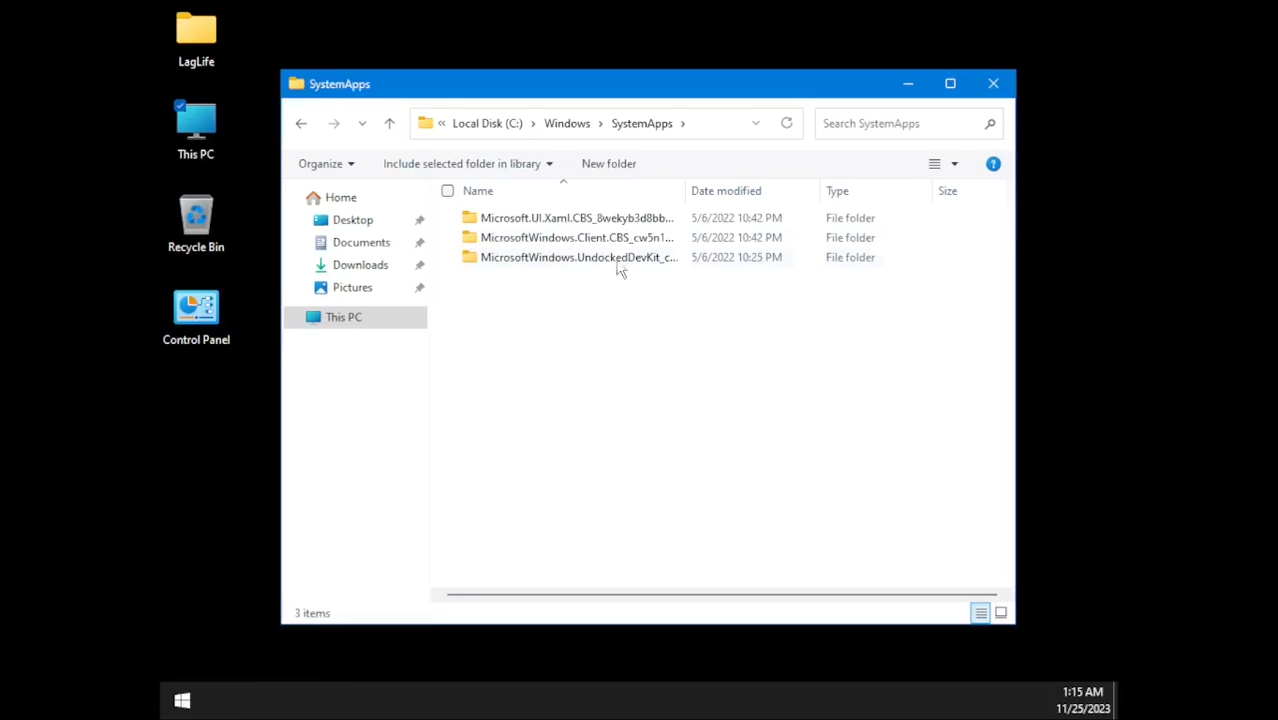 LagLife
This PC
Recycle Bin
Control Panel
SystemApps
« Local Disk (C:) › Windows › SystemApps ›
Search SystemApps
Organize
Include selected folder in library
New folder
Home
Desktop
Documents
Downloads
Pictures
This PC
Name Date modified Type Size
Microsoft.UI.Xaml.CBS_8wekyb3d8bb... 5/6/2022 10:42 PM File folder
MicrosoftWindows.Client.CBS_cw5n1... 5/6/2022 10:42 PM File folder
MicrosoftWindows.UndockedDevKit_c... 5/6/2022 10:25 PM File folder
3 items
1:15 AM
11/25/2023